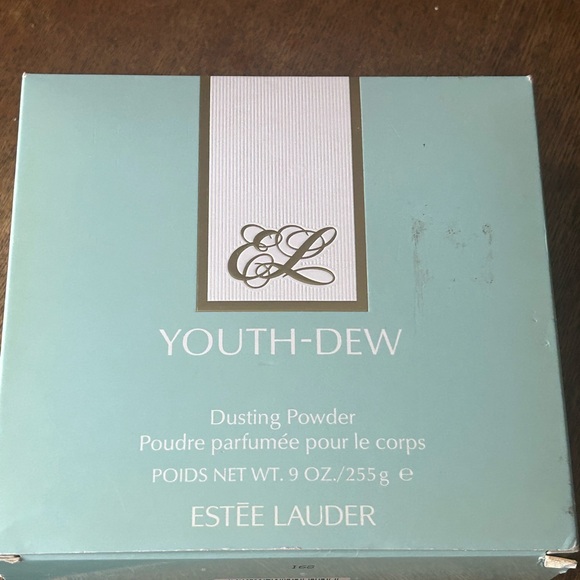 EL
YOUTH-DEW
Dusting Powder
Poudre parfumée pour le corps
POIDS NET WT. 9 OZ./255g ℮
ESTĒE LAUDER